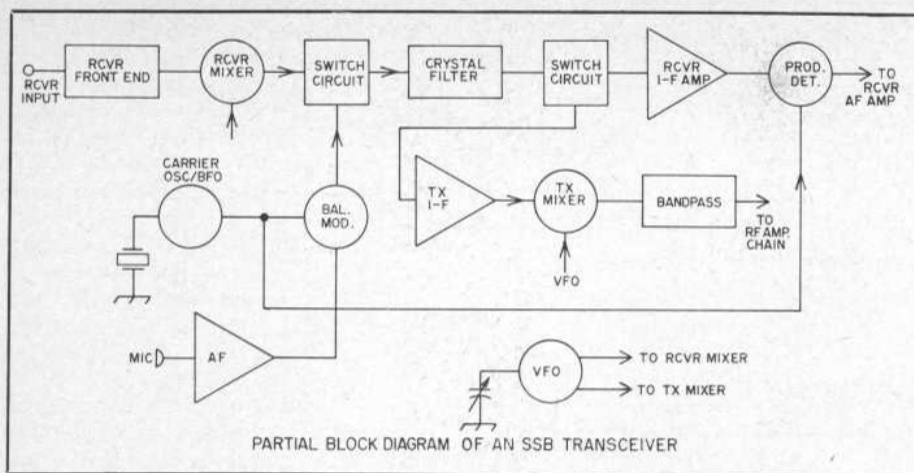 RCVR
FRONT END
RCVR
MIXER
SWITCH
CIRCUIT
CRYSTAL
FILTER
SWITCH
CIRCUIT
RCVR
I-F AMP
PROD.
DET.
TO
RCVR
AF AMP
RCVR
INPUT
CARRIER
OSC/BFO
BAL.
MOD.
TX
I-F
TX
MIXER
BANDPASS
TO
RF AMP.
CHAIN
VFO
MIC
AF
VFO
TO RCVR MIXER
TO TX MIXER
PARTIAL BLOCK DIAGRAM OF AN SSB TRANSCEIVER